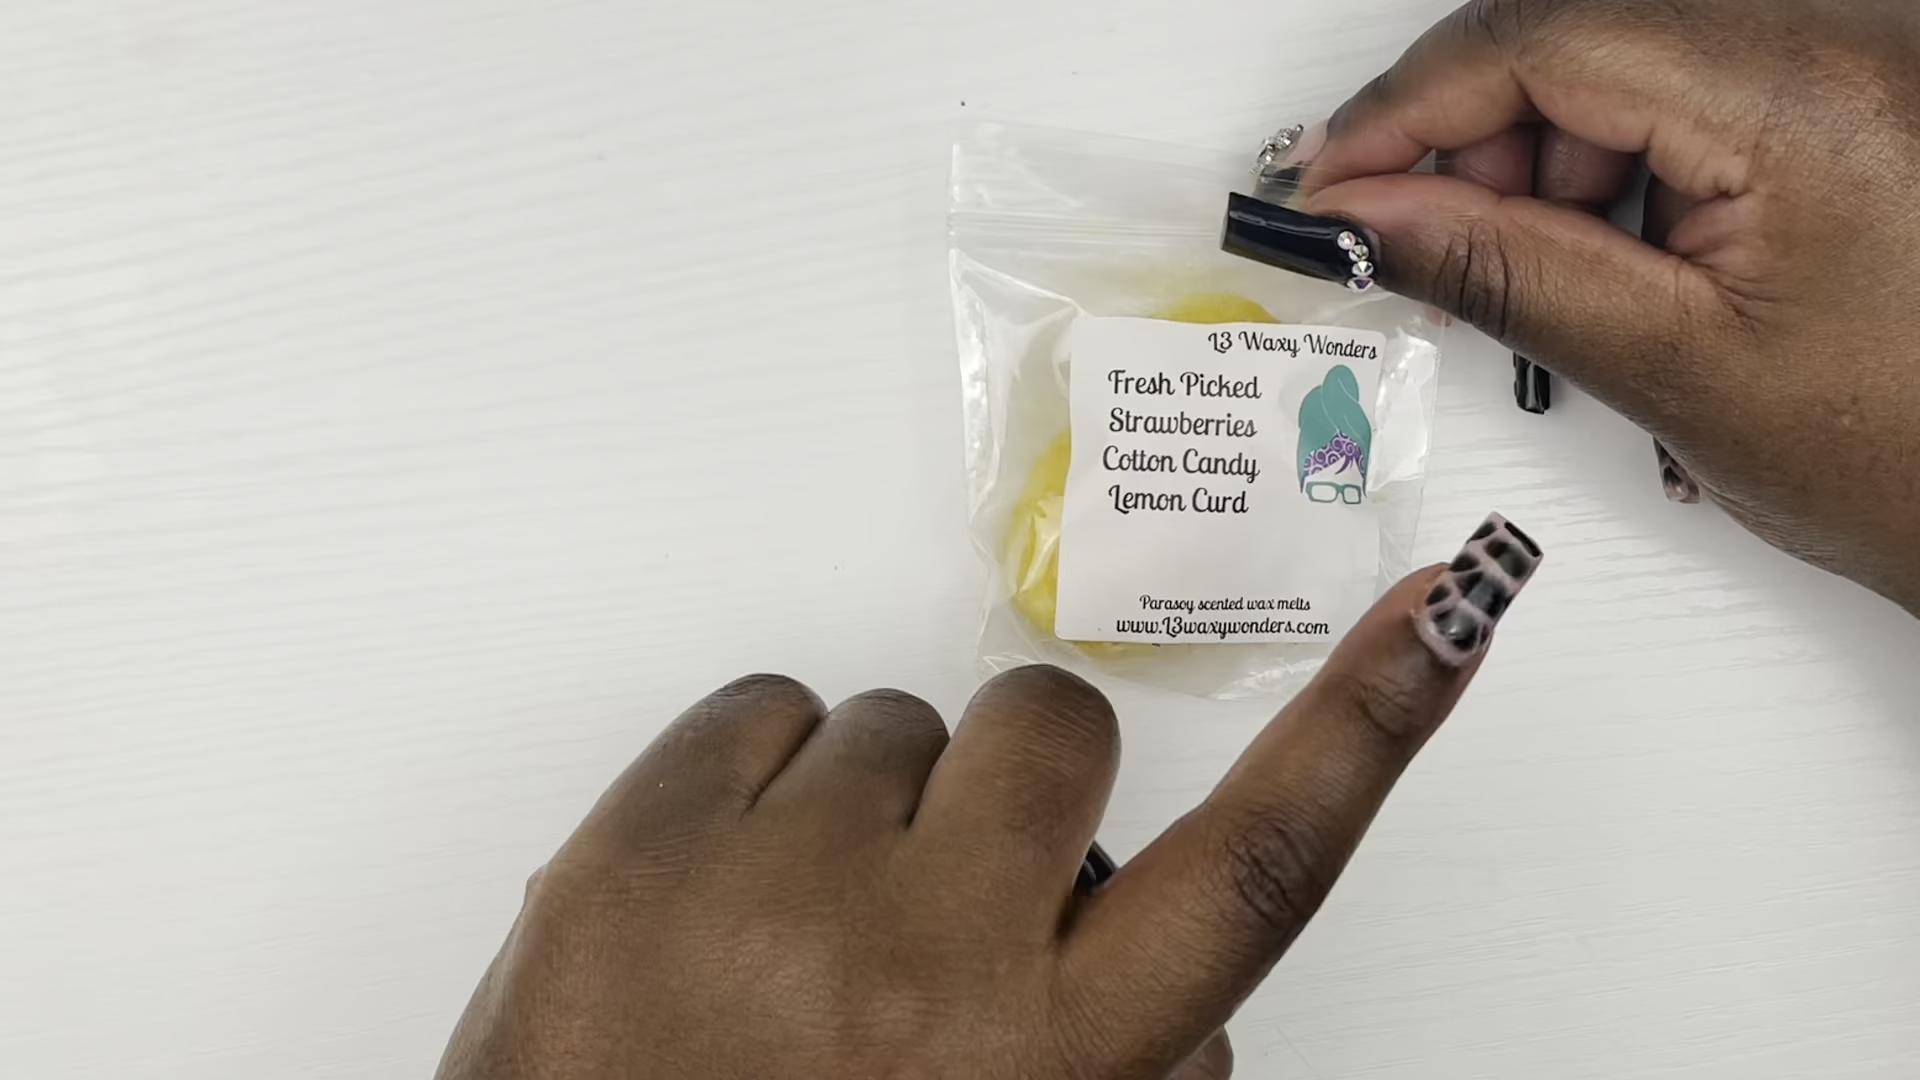 L3 Waxy Wonders
Fresh Picked
Strawberries
Cotton Candy
Lemon Curd
Parasoy scented wax melts
www.L3waxywonders.com